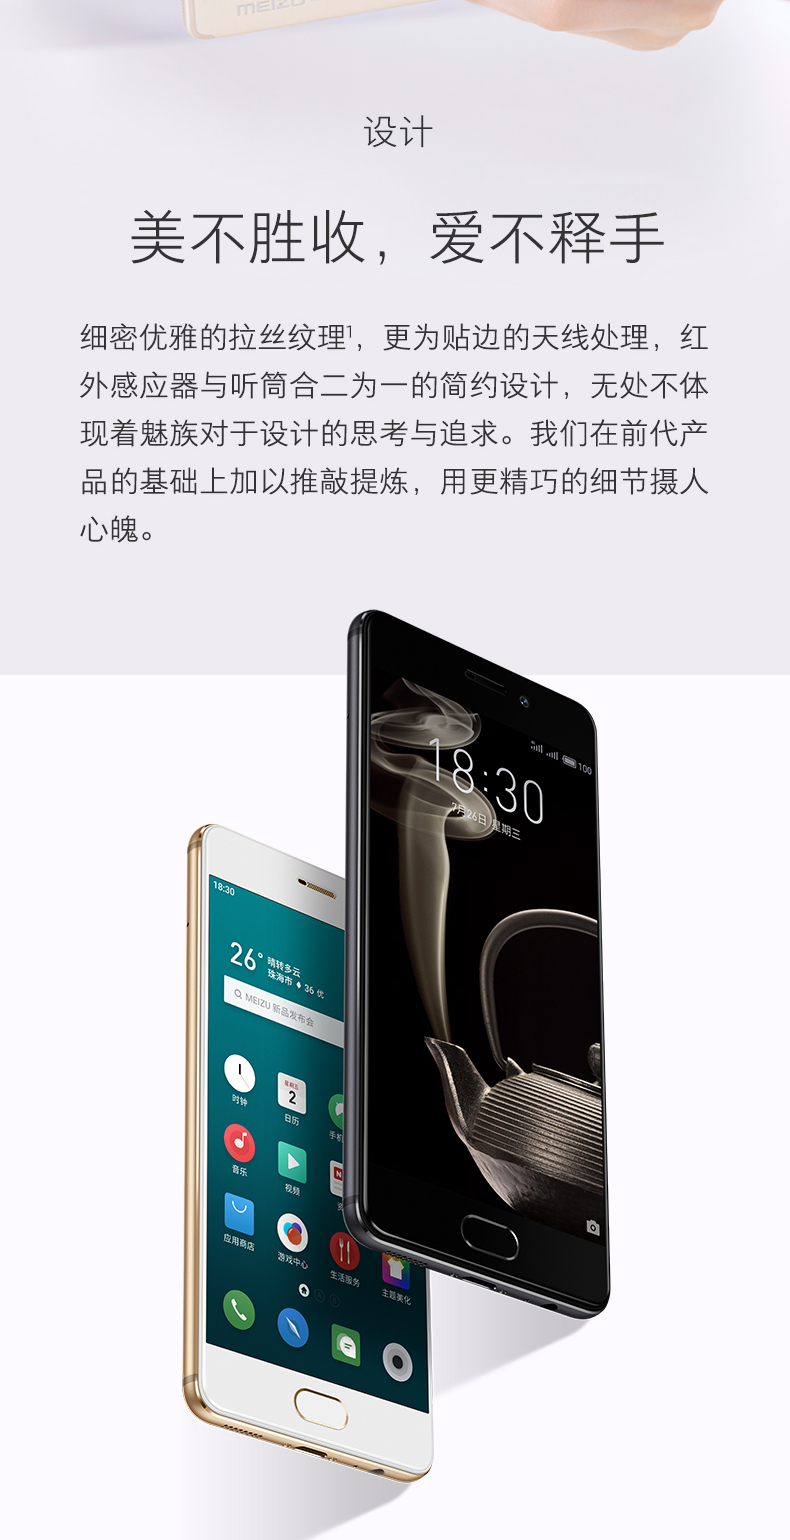 MEIZU
设计
美不胜收，爱不释手
细密优雅的拉丝纹理¹，更为贴边的天线处理，红
外感应器与听筒合二为一的简约设计，无处不体
现着魅族对于设计的思考与追求。我们在前代产
品的基础上加以推敲提炼，用更精巧的细节摄人
心魄。
100
18:30
7月26日 星期三
18:30
26°
晴转多云
珠海市 36 优
MEIZU 新品发布会
时钟
星期五
2
日历
手机
音乐
视频
应用商店
游戏中心
生活服务
主题美化